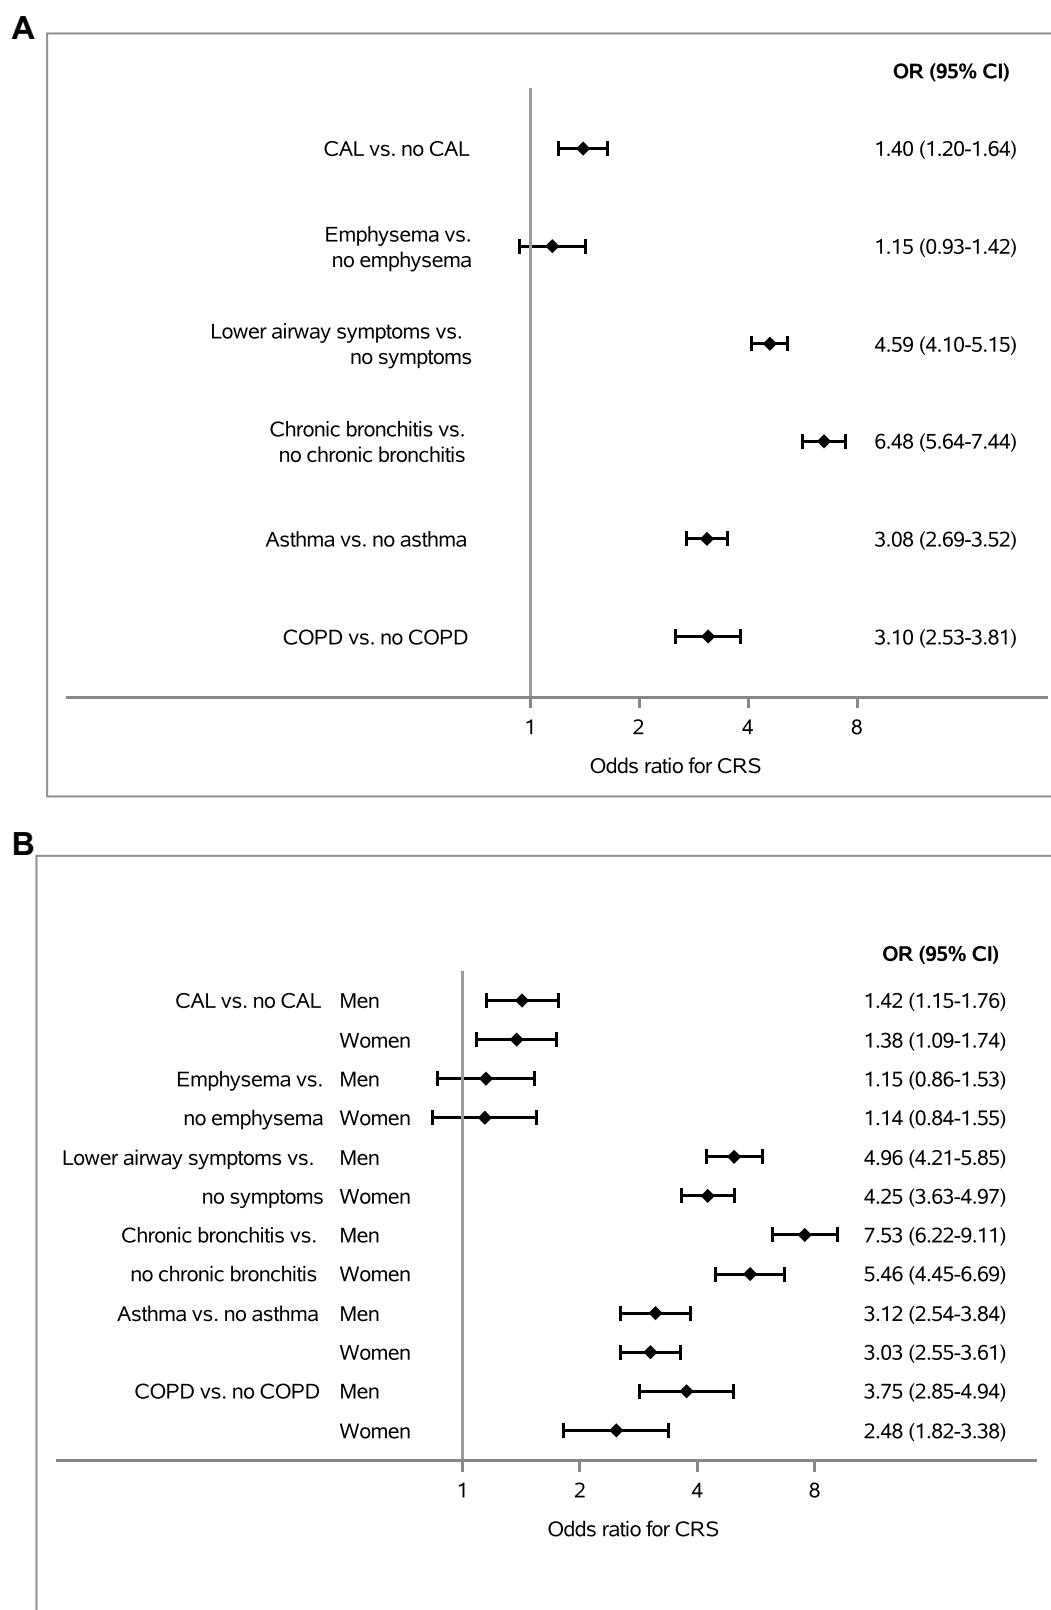 A
OR (95% CI)
CAL vs. no CAL 1.40 (1.20-1.64)
Emphysema vs.
no emphysema 1.15 (0.93-1.42)
Lower airway symptoms vs.
no symptoms 4.59 (4.10-5.15)
Chronic bronchitis vs.
no chronic bronchitis 6.48 (5.64-7.44)
Asthma vs. no asthma 3.08 (2.69-3.52)
COPD vs. no COPD 3.10 (2.53-3.81)
1 2 4 8
Odds ratio for CRS
B
OR (95% CI)
CAL vs. no CAL Men 1.42 (1.15-1.76)
Women 1.38 (1.09-1.74)
Emphysema vs. Men 1.15 (0.86-1.53)
no emphysema Women 1.14 (0.84-1.55)
Lower airway symptoms vs. Men 4.96 (4.21-5.85)
no symptoms Women 4.25 (3.63-4.97)
Chronic bronchitis vs. Men 7.53 (6.22-9.11)
no chronic bronchitis Women 5.46 (4.45-6.69)
Asthma vs. no asthma Men 3.12 (2.54-3.84)
Women 3.03 (2.55-3.61)
COPD vs. no COPD Men 3.75 (2.85-4.94)
Women 2.48 (1.82-3.38)
1 2 4 8
Odds ratio for CRS